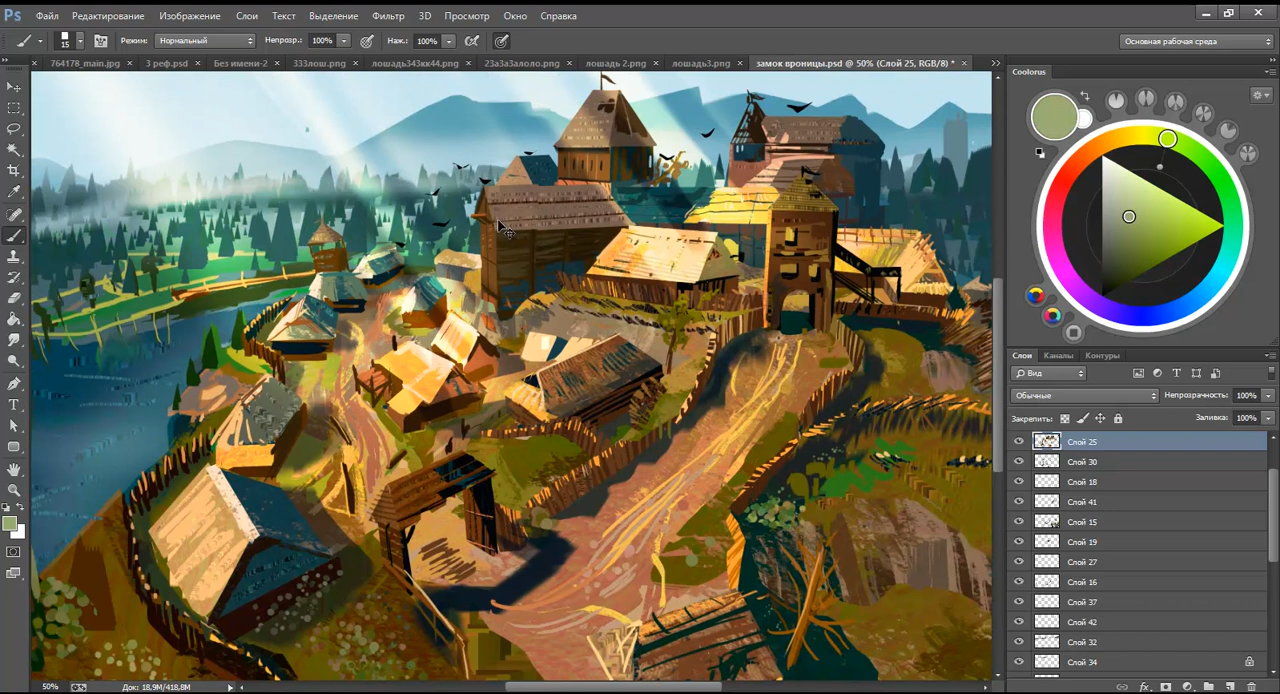 Ps Файл Редактирование Изображение Слои Текст Выделение Фильтр 3D Просмотр Окно Справка
15 Режим: Нормальный Непрозр.: 100% Наж.: 100% Основная рабочая среда
764178_main.jpg × 3 реф.psd × Без имени-2 × 333лош.png × лошадь343кк44.png × 23а3а3алоло.png × лошадь 2.png × лошадь3.png × замок вроницы.psd @ 50% (Слой 25, RGB/8) * ×
Coolorus
Слои Каналы Контуры
Вид
Обычные Непрозрачность: 100%
Закрепить: Заливка: 100%
Слой 25
Слой 30
Слой 18
Слой 41
Слой 15
Слой 19
Слой 27
Слой 16
Слой 37
Слой 42
Слой 32
Слой 34
50% Док: 18,9M/418,8M
fx